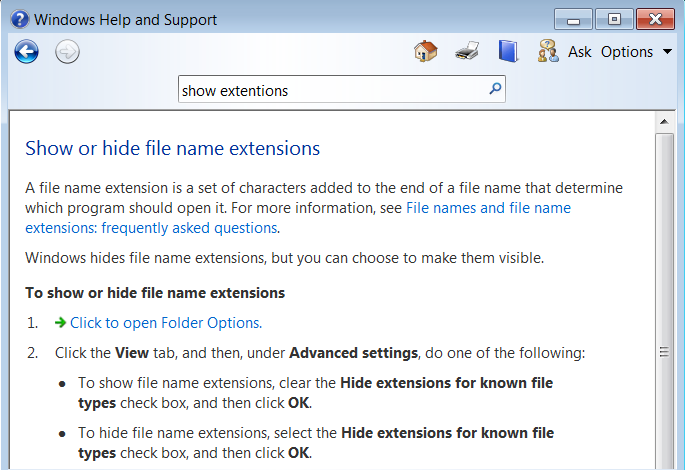 Windows Help and Support
Ask Options
show extentions
Show or hide file name extensions
A file name extension is a set of characters added to the end of a file name that determine
which program should open it. For more information, see File names and file name
extensions: frequently asked questions.
Windows hides file name extensions, but you can choose to make them visible.
To show or hide file name extensions
1. Click to open Folder Options.
2. Click the View tab, and then, under Advanced settings, do one of the following:
• To show file name extensions, clear the Hide extensions for known file
types check box, and then click OK.
• To hide file name extensions, select the Hide extensions for known file
types check box, and then click OK.